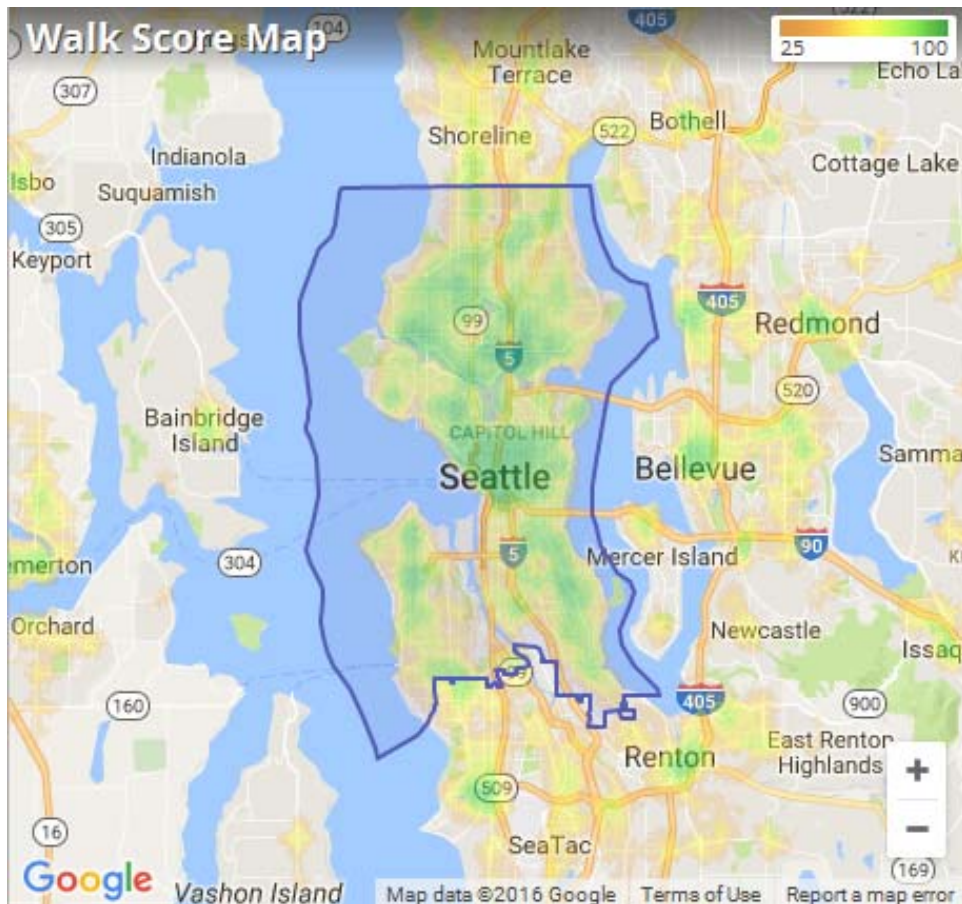 Walk Score Map
25
100
104
405
522
Mountlake
Terrace
Echo La
307
Shoreline
522
Bothell
Indianola
Cottage Lake
lsbo
Suquamish
305
Keyport
405
99
Redmond
5
520
Bainbridge
Island
CAPITOL HILL
Seattle
Bellevue
Samma
5
Mercer Island
90
304
emerton
Orchard
Newcastle
Issaq
160
405
900
East Renton
Highlands
Renton
509
+
16
SeaTac
−
169
Google
Vashon Island
Map data ©2016 Google
Terms of Use
Report a map error